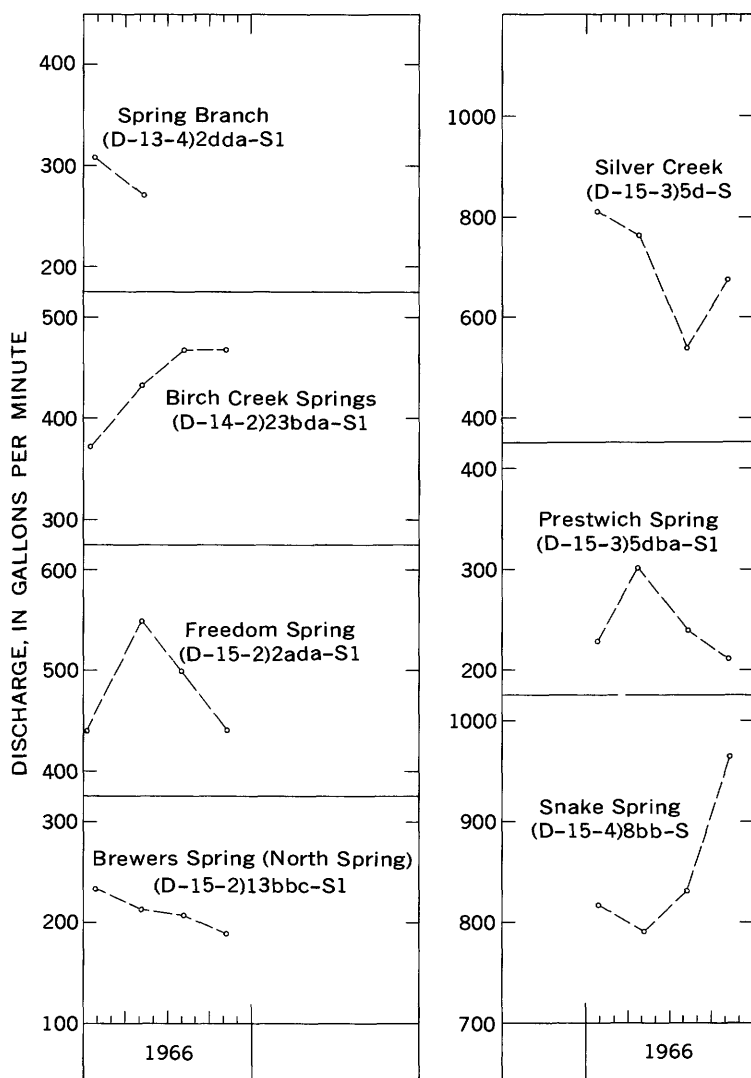 DISCHARGE, IN GALLONS PER MINUTE
400
300
200
Spring Branch
(D-13-4)2dda-S1
500
400
300
Birch Creek Springs
(D-14-2)23bda-S1
600
500
400
Freedom Spring
(D-15-2)2ada-S1
300
200
100
Brewers Spring (North Spring)
(D-15-2)13bbc-S1
1966
1000
800
600
400
Silver Creek
(D-15-3)5d-S
400
300
200
Prestwich Spring
(D-15-3)5dba-S1
1000
900
800
700
Snake Spring
(D-15-4)8bb-S
1966